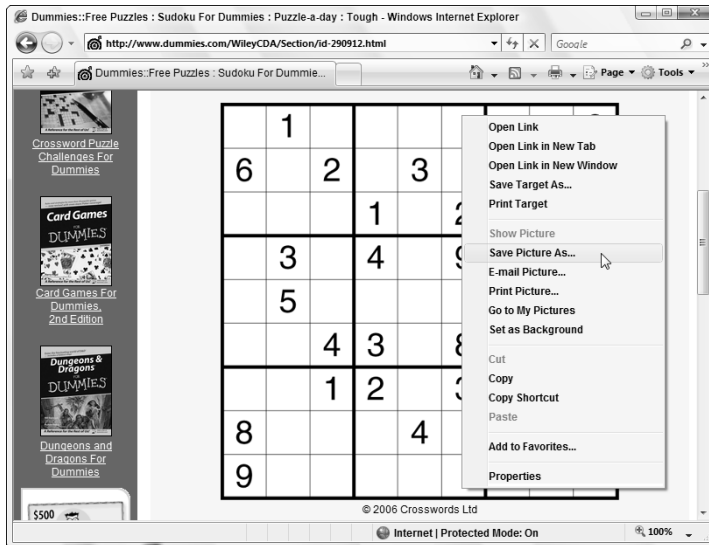 Dummies::Free Puzzles : Sudoku For Dummies : Puzzle-a-day : Tough - Windows Internet Explorer
http://www.dummies.com/WileyCDA/Section/id-290912.html
Google
Dummies::Free Puzzles : Sudoku For Dummie...
Page
Tools
Crossword Puzzle
Challenges For
Dummies
Card Games
FOR
DUMMIES
Card Games For
Dummies,
2nd Edition
Dungeons &
Dragons
FOR
DUMMIES
Dungeons and
Dragons For
Dummies
$500
1
6 2 3
1 2
3 4 9
5
4 3 8
1 2 3
8 4
9
Open Link
Open Link in New Tab
Open Link in New Window
Save Target As...
Print Target
Show Picture
Save Picture As...
E-mail Picture...
Print Picture...
Go to My Pictures
Set as Background
Cut
Copy
Copy Shortcut
Paste
Add to Favorites...
Properties
© 2006 Crosswords Ltd
Internet | Protected Mode: On
100%